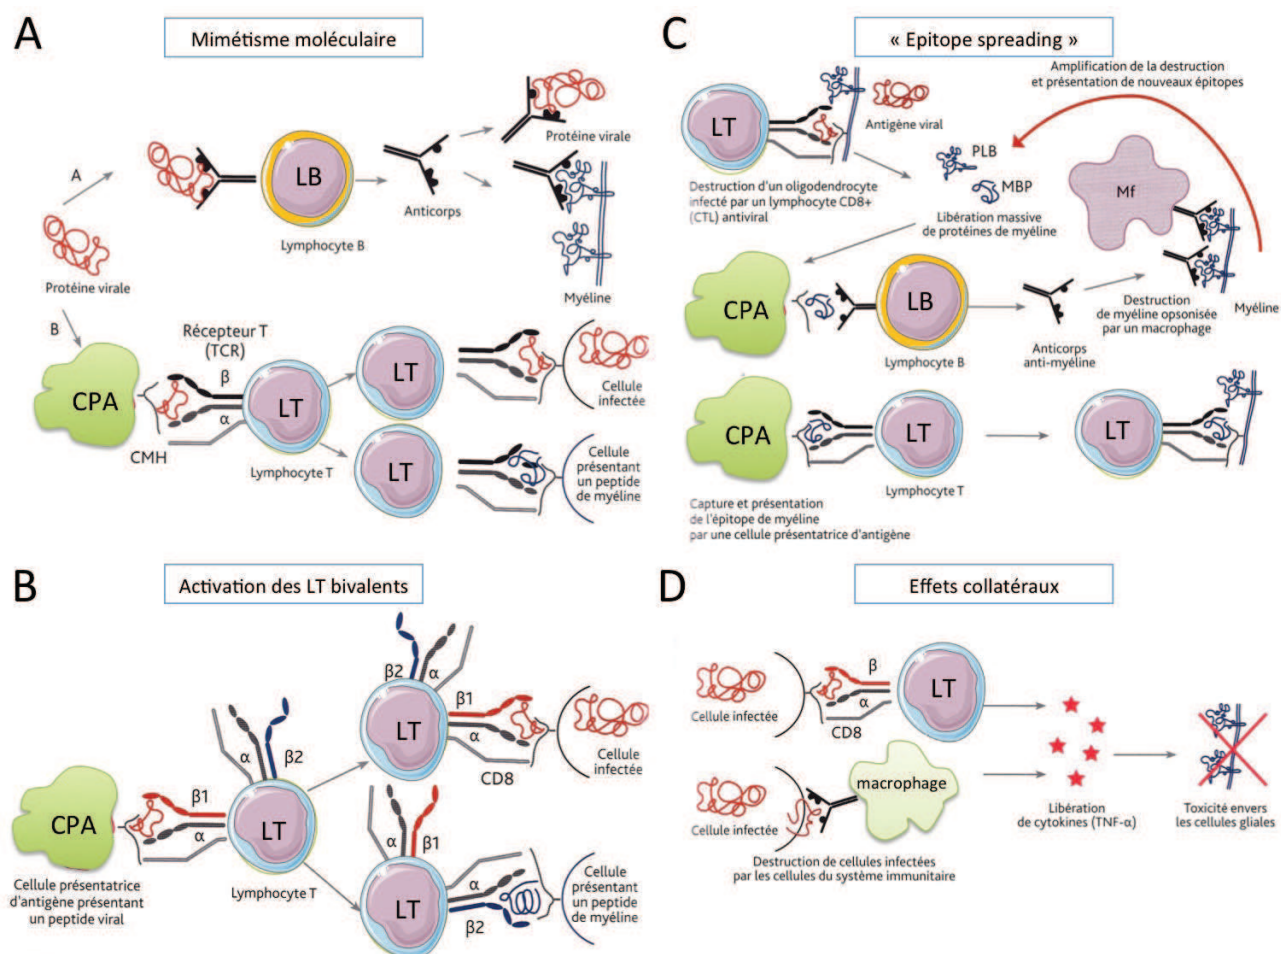 A
Mimétisme moléculaire
A
Protéine virale
B
LB
Lymphocyte B
Anticorps
Protéine virale
Myéline
CPA
CMH
Récepteur T
(TCR)
β
α
LT
Lymphocyte T
LT
Cellule
infectée
LT
Cellule
présentant
un peptide
de myéline
B
Activation des LT bivalents
CPA
Cellule présentatrice
d'antigène présentant
un peptide viral
β1
α
α
β2
LT
Lymphocyte T
β2
α
LT
β1
α
CD8
Cellule
infectée
α
β1
LT
α
β2
Cellule
présentant
un peptide
de myéline
C
« Epitope spreading »
Amplification de la destruction
et présentation de nouveaux épitopes
LT
Antigène viral
Destruction d'un oligodendrocyte
infecté par un lymphocyte CD8+
(CTL) antiviral
PLB
MBP
Libération massive
de protéines de myéline
Mf
CPA
LB
Lymphocyte B
Anticorps
anti-myéline
Destruction
de myéline opsonisée
par un macrophage
Myéline
CPA
LT
Lymphocyte T
LT
Capture et présentation
de l'épitope de myéline
par une cellule présentatrice d'antigène
D
Effets collatéraux
Cellule infectée
β
α
CD8
LT
Cellule infectée
macrophage
Destruction de cellules infectées
par les cellules du système immunitaire
Libération
de cytokines (TNF-α)
Toxicité envers
les cellules gliales